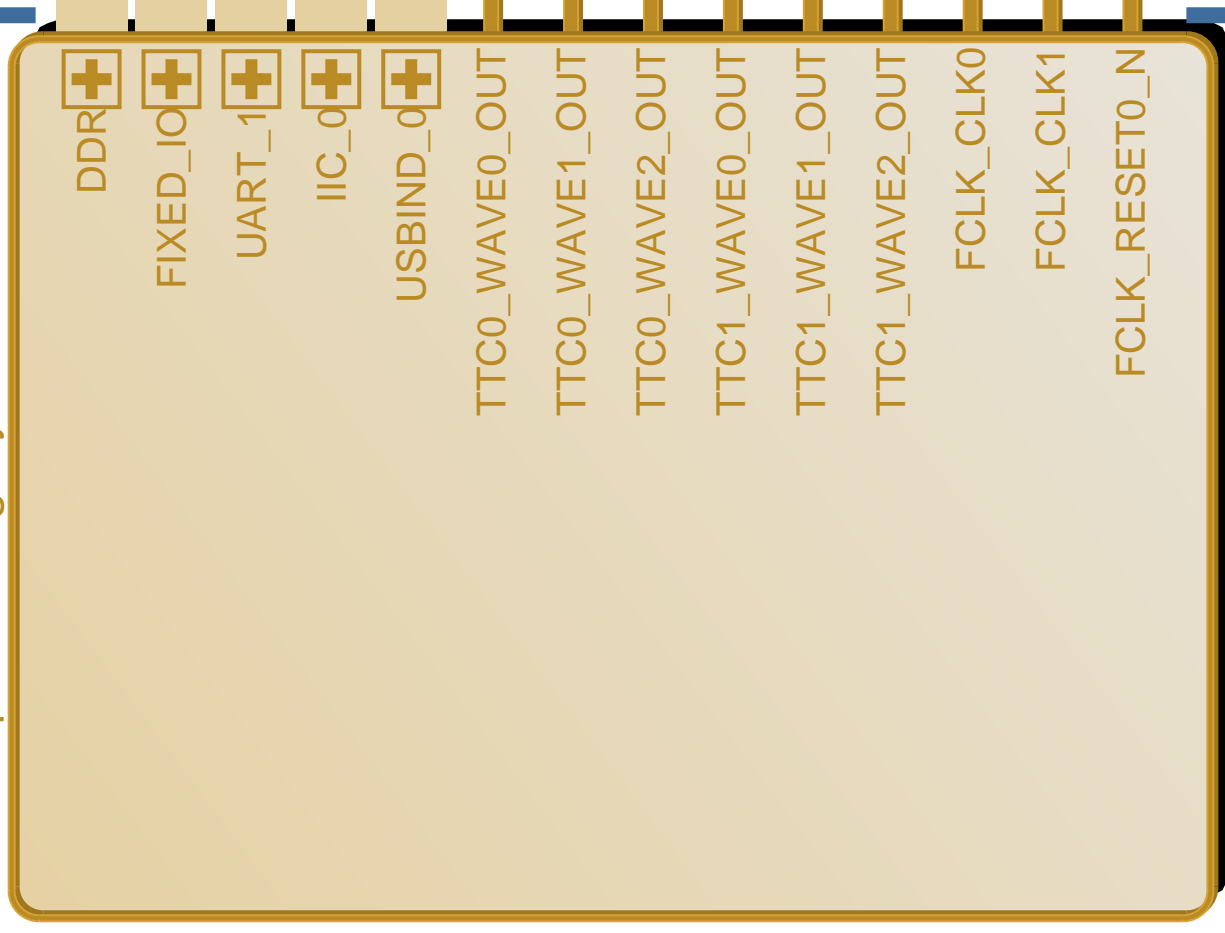 DDR
FIXED_IO
UART_1
IIC_0
USBIND_0
TTC0_WAVE0_OUT
TTC0_WAVE1_OUT
TTC0_WAVE2_OUT
TTC1_WAVE0_OUT
TTC1_WAVE1_OUT
TTC1_WAVE2_OUT
FCLK_CLK0
FCLK_CLK1
FCLK_RESET0_N